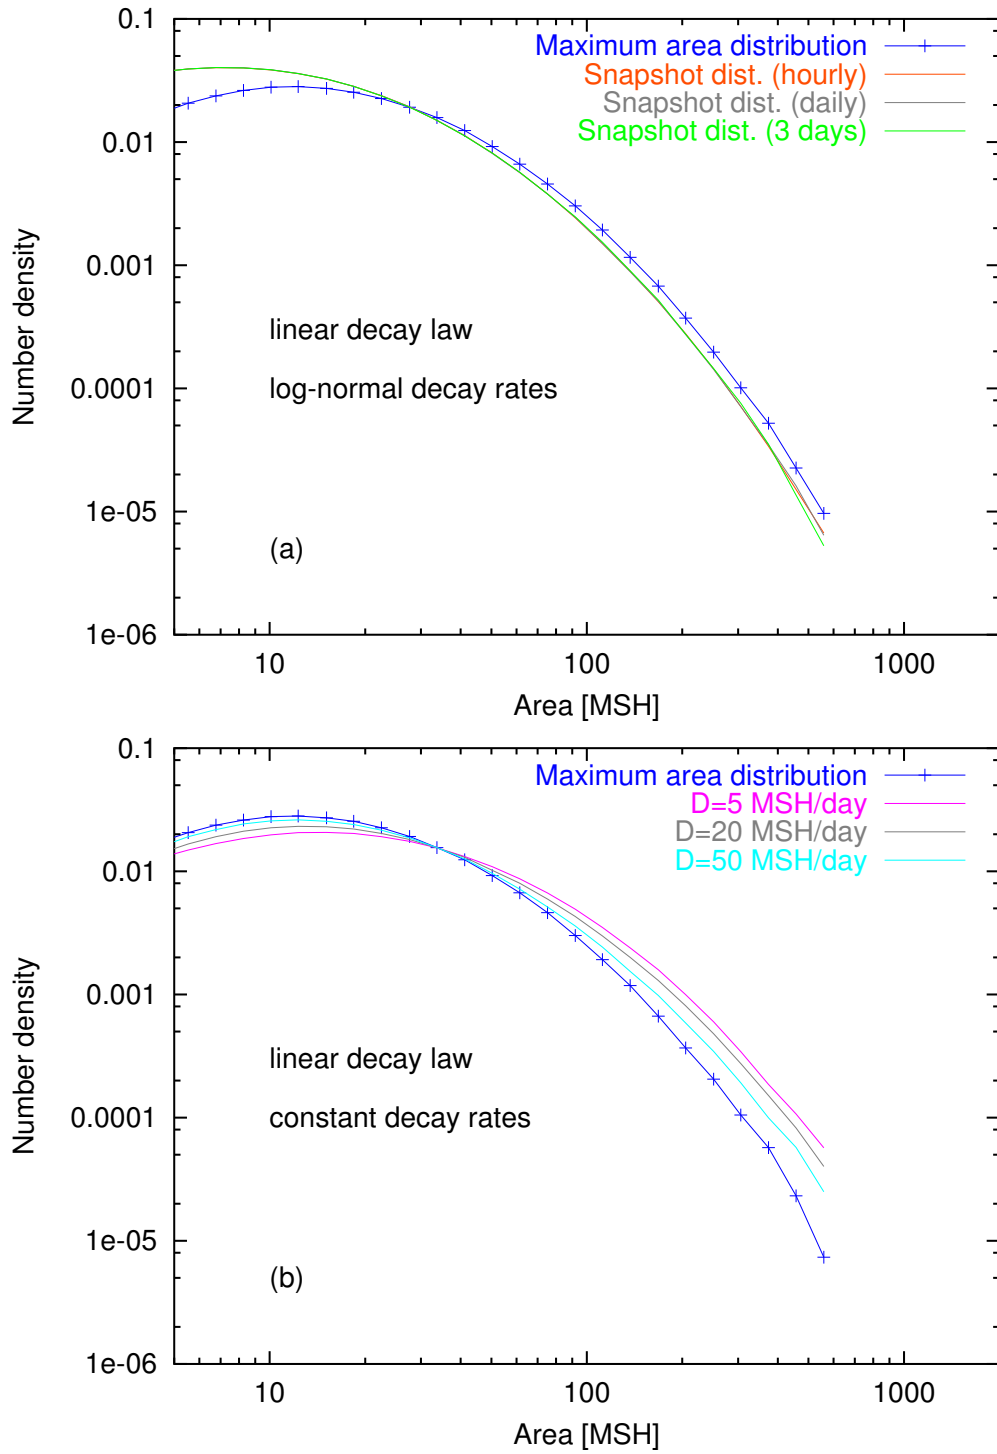 0.1
Maximum area distribution
Snapshot dist. (hourly)
Snapshot dist. (daily)
Snapshot dist. (3 days)
0.01
0.001
0.0001
1e-05
1e-06
Number density
linear decay law
log-normal decay rates
(a)
10 100 1000
Area [MSH]
0.1
Maximum area distribution
D=5 MSH/day
D=20 MSH/day
D=50 MSH/day
0.01
0.001
0.0001
1e-05
1e-06
Number density
linear decay law
constant decay rates
(b)
10 100 1000
Area [MSH]